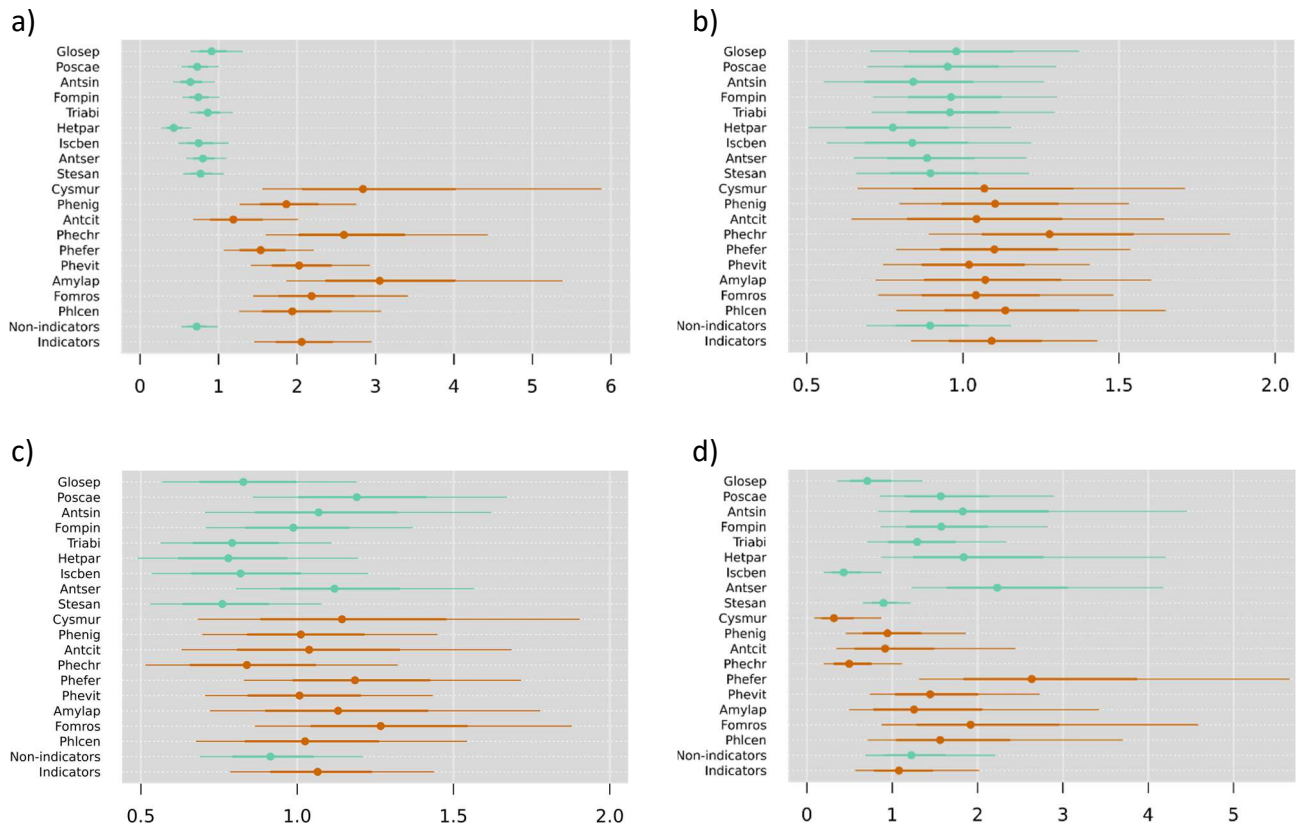 a)
Glosep
Poscae
Antsin
Fompin
Triabi
Hetpar
Iscben
Antser
Stesan
Cysmur
Phenig
Antcit
Phechr
Phefer
Phevit
Amylap
Fomros
Phlcen
Non-indicators
Indicators
0 1 2 3 4 5 6
b)
Glosep
Poscae
Antsin
Fompin
Triabi
Hetpar
Iscben
Antser
Stesan
Cysmur
Phenig
Antcit
Phechr
Phefer
Phevit
Amylap
Fomros
Phlcen
Non-indicators
Indicators
0.5 1.0 1.5 2.0
c)
Glosep
Poscae
Antsin
Fompin
Triabi
Hetpar
Iscben
Antser
Stesan
Cysmur
Phenig
Antcit
Phechr
Phefer
Phevit
Amylap
Fomros
Phlcen
Non-indicators
Indicators
0.5 1.0 1.5 2.0
d)
Glosep
Poscae
Antsin
Fompin
Triabi
Hetpar
Iscben
Antser
Stesan
Cysmur
Phenig
Antcit
Phechr
Phefer
Phevit
Amylap
Fomros
Phlcen
Non-indicators
Indicators
0 1 2 3 4 5